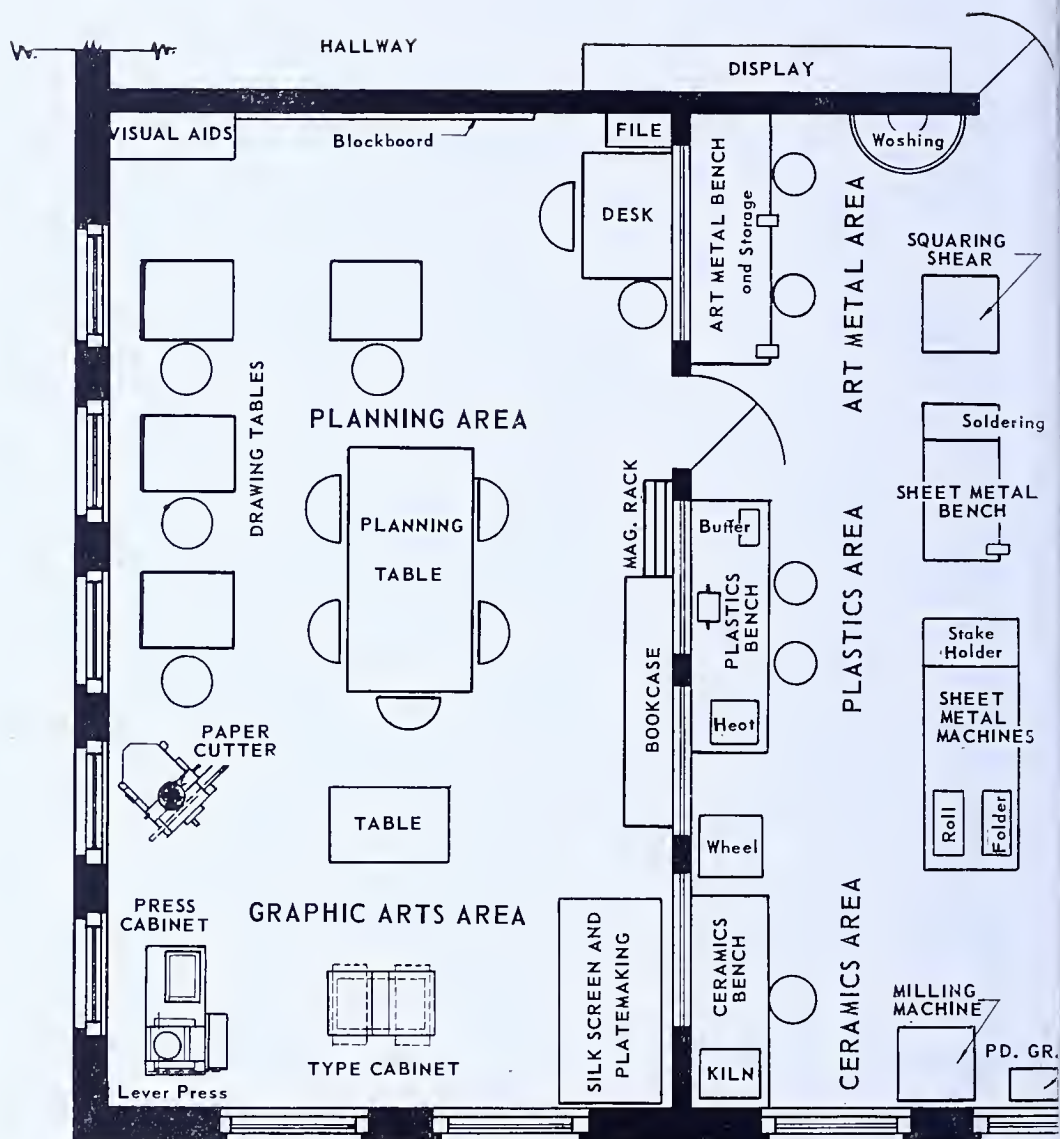 HALLWAY
DISPLAY
VISUAL AIDS
Blockboord
FILE
DESK
ART METAL BENCH
ond Storage
Woshing
ART METAL AREA
SQUARING
SHEAR
DRAWING TABLES
PLANNING AREA
PLANNING
TABLE
MAG. RACK
BOOKCASE
Buffer
PLASTICS
BENCH
Heot
PLASTICS AREA
Soldering
SHEET METAL
BENCH
Stake
Holder
SHEET
METAL
MACHINES
Roll
Folder
PAPER
CUTTER
TABLE
Wheel
PRESS
CABINET
GRAPHIC ARTS AREA
Lever Press
TYPE CABINET
SILK SCREEN AND
PLATEMAKING
CERAMICS
BENCH
KILN
CERAMICS AREA
MILLING
MACHINE
PD. GR.